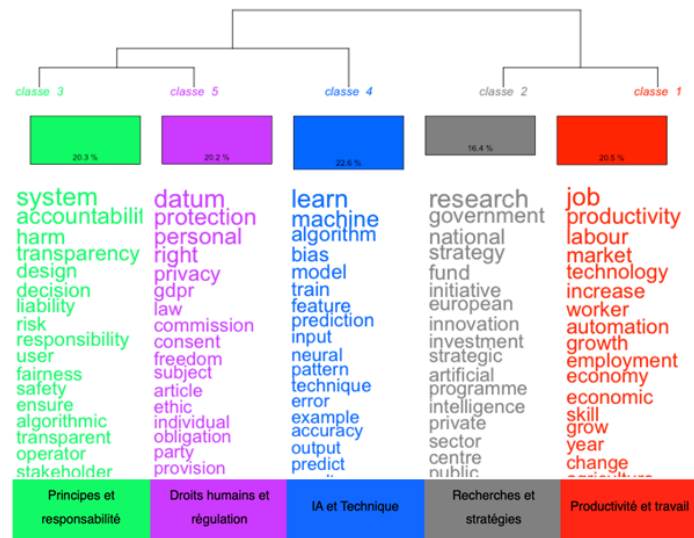 classe 3
classe 5
classe 4
classe 2
classe 1
20.3 %
20.2 %
22.6 %
16.4 %
20.5 %
system
accountabilit
harm
transparency
design
decision
liability
risk
responsibility
user
fairness
safety
ensure
algorithmic
transparent
operator
stakeholder
datum
protection
personal
right
privacy
gdpr
law
commission
consent
freedom
subject
article
ethic
individual
obligation
party
provision
learn
machine
algorithm
bias
model
train
feature
prediction
input
neural
pattern
technique
error
example
accuracy
output
predict
research
government
national
strategy
fund
initiative
european
innovation
investment
strategic
artificial
programme
intelligence
private
sector
centre
public
job
productivity
labour
market
technology
increase
worker
automation
growth
employment
economy
economic
skill
grow
year
change
agriculture
Principes et
responsabilité
Droits humains et
régulation
IA et Technique
Recherches et
stratégies
Productivité et travail